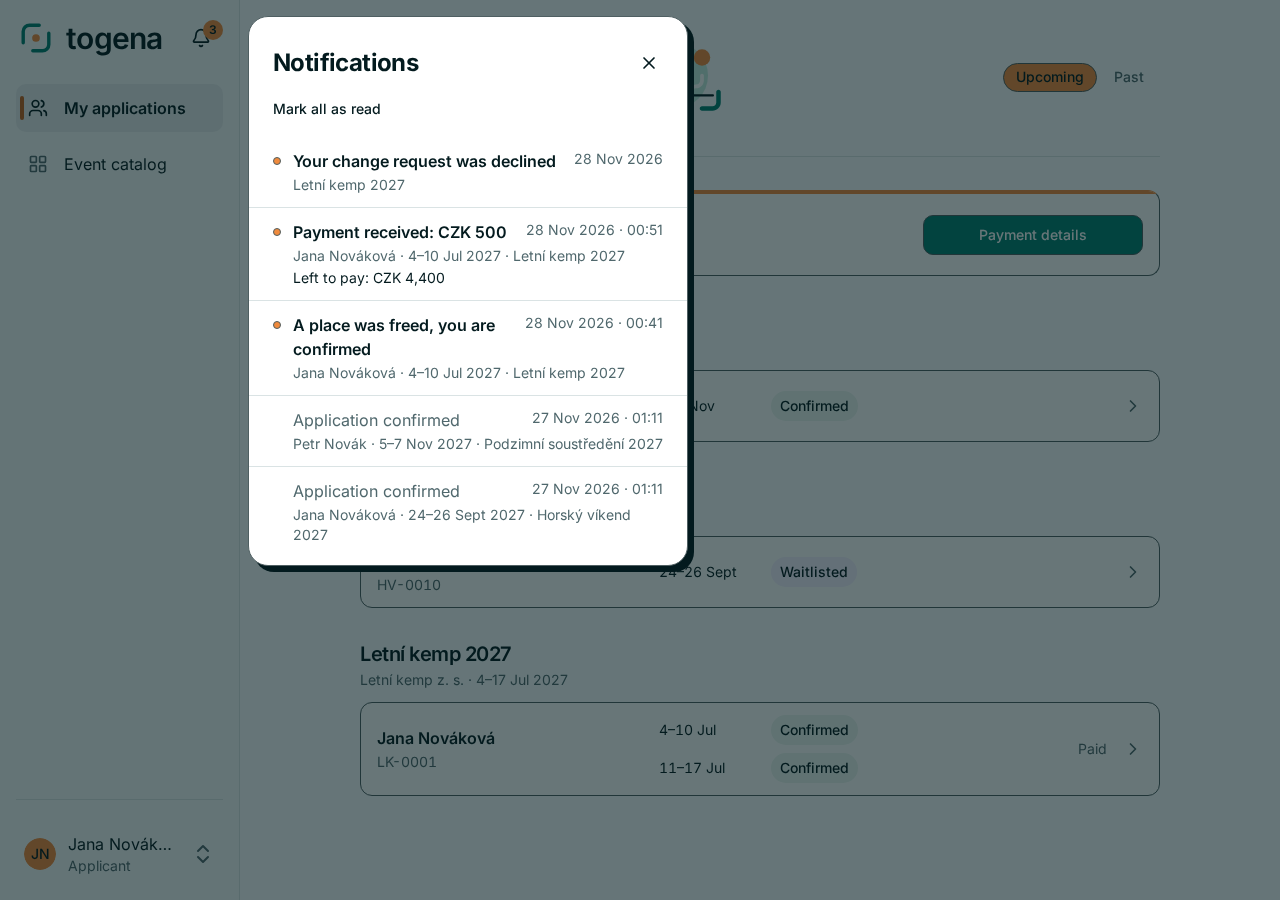 togena
3
My applications
Event catalog
Notifications
Mark all as read
Your change request was declined
28 Nov 2026
Letní kemp 2027
Payment received: CZK 500
28 Nov 2026 · 00:51
Jana Nováková · 4–10 Jul 2027 · Letní kemp 2027
Left to pay: CZK 4,400
A place was freed, you are
confirmed
28 Nov 2026 · 00:41
Jana Nováková · 4–10 Jul 2027 · Letní kemp 2027
Application confirmed
27 Nov 2026 · 01:11
Petr Novák · 5–7 Nov 2027 · Podzimní soustředění 2027
Application confirmed
27 Nov 2026 · 01:11
Jana Nováková · 24–26 Sept 2027 · Horský víkend
2027
Upcoming
Past
Payment details
Nov
Confirmed
24–26 Sept
Waitlisted
HV-0010
Letní kemp 2027
Letní kemp z. s. · 4–17 Jul 2027
Jana Nováková
LK-0001
4–10 Jul
Confirmed
11–17 Jul
Confirmed
Paid
JN
Jana Novák...
Applicant